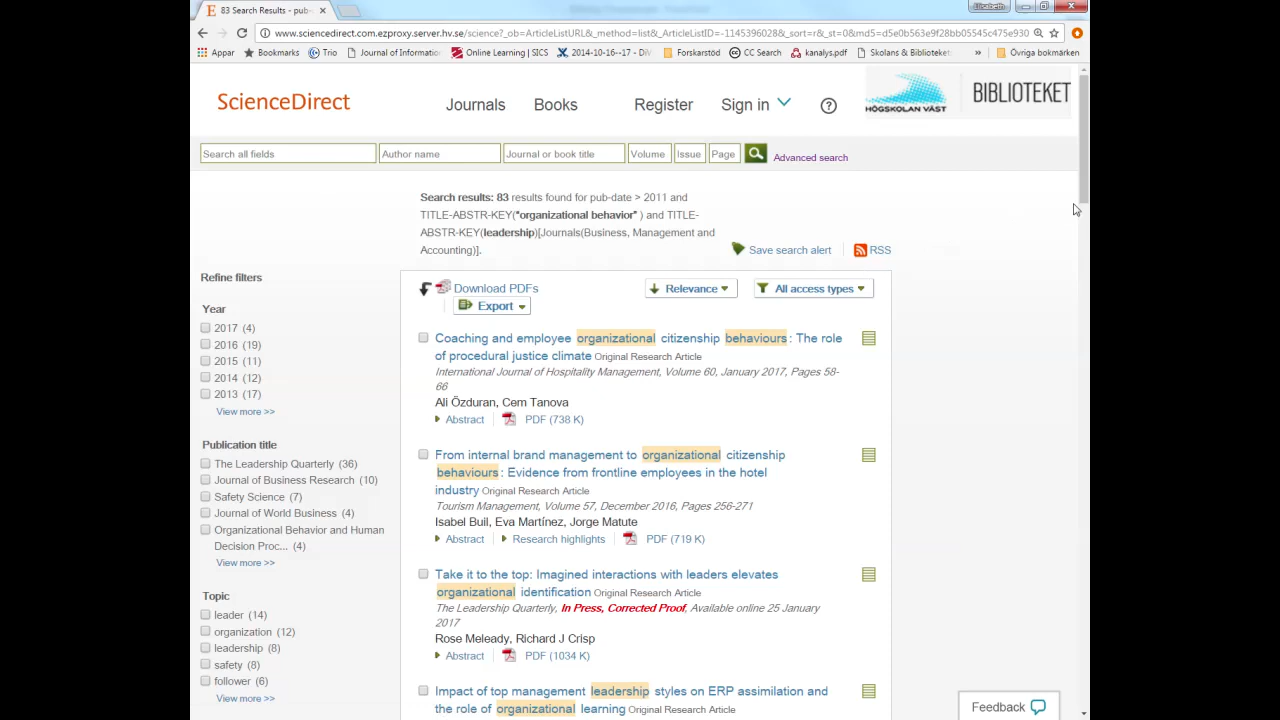 83 Search Results - pub-
Elisabeth
www.sciencedirect.com.ezproxy.server.hv.se/science?_ob=ArticleListURL&_method=list&_ArticleListID=-1145396028&_sort=r&_st=0&md5=d5e0b563e9f28bb05545c475e930
Appar Bookmarks Trio Journal of Information Online Learning | SICS 2014-10-16--17 - DiV Forskarstöd CC Search kanalys.pdf Skolans & Bibliotekets » Övriga bokmärken
ScienceDirect
Journals Books Register Sign in ?
HÖGSKOLAN VÄST
BIBLIOTEKET
Search all fields Author name Journal or book title Volume Issue Page Advanced search
Search results: 83 results found for pub-date > 2011 and
TITLE-ABSTR-KEY("organizational behavior" ) and TITLE-
ABSTR-KEY(leadership)[Journals(Business, Management and
Accounting)].
Save search alert RSS
Refine filters
Year
2017 (4)
2016 (19)
2015 (11)
2014 (12)
2013 (17)
View more >>
Publication title
The Leadership Quarterly (36)
Journal of Business Research (10)
Safety Science (7)
Journal of World Business (4)
Organizational Behavior and Human
Decision Proc... (4)
View more >>
Topic
leader (14)
organization (12)
leadership (8)
safety (8)
follower (6)
View more >>
Download PDFs
Export
Relevance
All access types
Coaching and employee organizational citizenship behaviours : The role
of procedural justice climate Original Research Article
International Journal of Hospitality Management, Volume 60, January 2017, Pages 58-
66
Ali Özduran, Cem Tanova
Abstract PDF (738 K)
From internal brand management to organizational citizenship
behaviours : Evidence from frontline employees in the hotel
industry Original Research Article
Tourism Management, Volume 57, December 2016, Pages 256-271
Isabel Buil, Eva Martínez, Jorge Matute
Abstract Research highlights PDF (719 K)
Take it to the top: Imagined interactions with leaders elevates
organizational identification Original Research Article
The Leadership Quarterly, In Press, Corrected Proof, Available online 25 January
2017
Rose Meleady, Richard J Crisp
Abstract PDF (1034 K)
Impact of top management leadership styles on ERP assimilation and
the role of organizational learning Original Research Article
Feedback